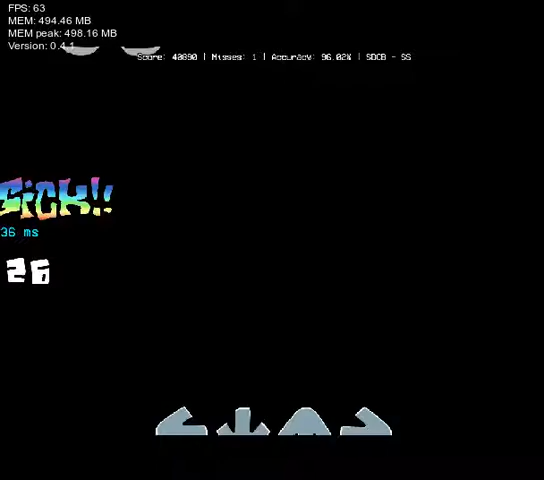 FPS: 63
MEM: 494.46 MB
MEM peak: 498.16 MB
Version: 0.4.1
Score: 40890 | Misses: 1 | Accuracy: 96.02% | SDCB - SS
SICK!!
36 ms
26